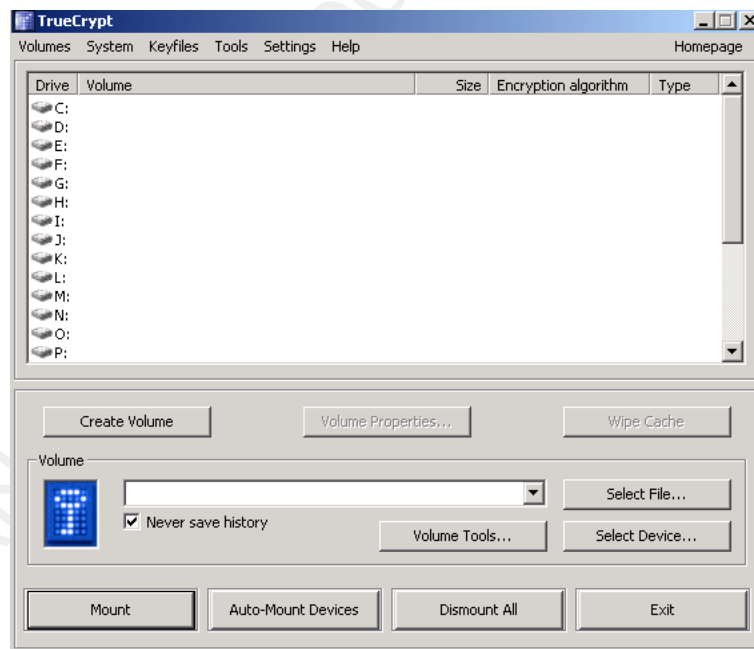 TrueCrypt
Volumes System Keyfiles Tools Settings Help Homepage
Drive Volume Size Encryption algorithm Type
C:
D:
E:
F:
G:
H:
I:
J:
K:
L:
M:
N:
O:
P:
Create Volume Volume Properties... Wipe Cache
Volume
Select File...
Never save history
Volume Tools... Select Device...
Mount Auto-Mount Devices Dismount All Exit